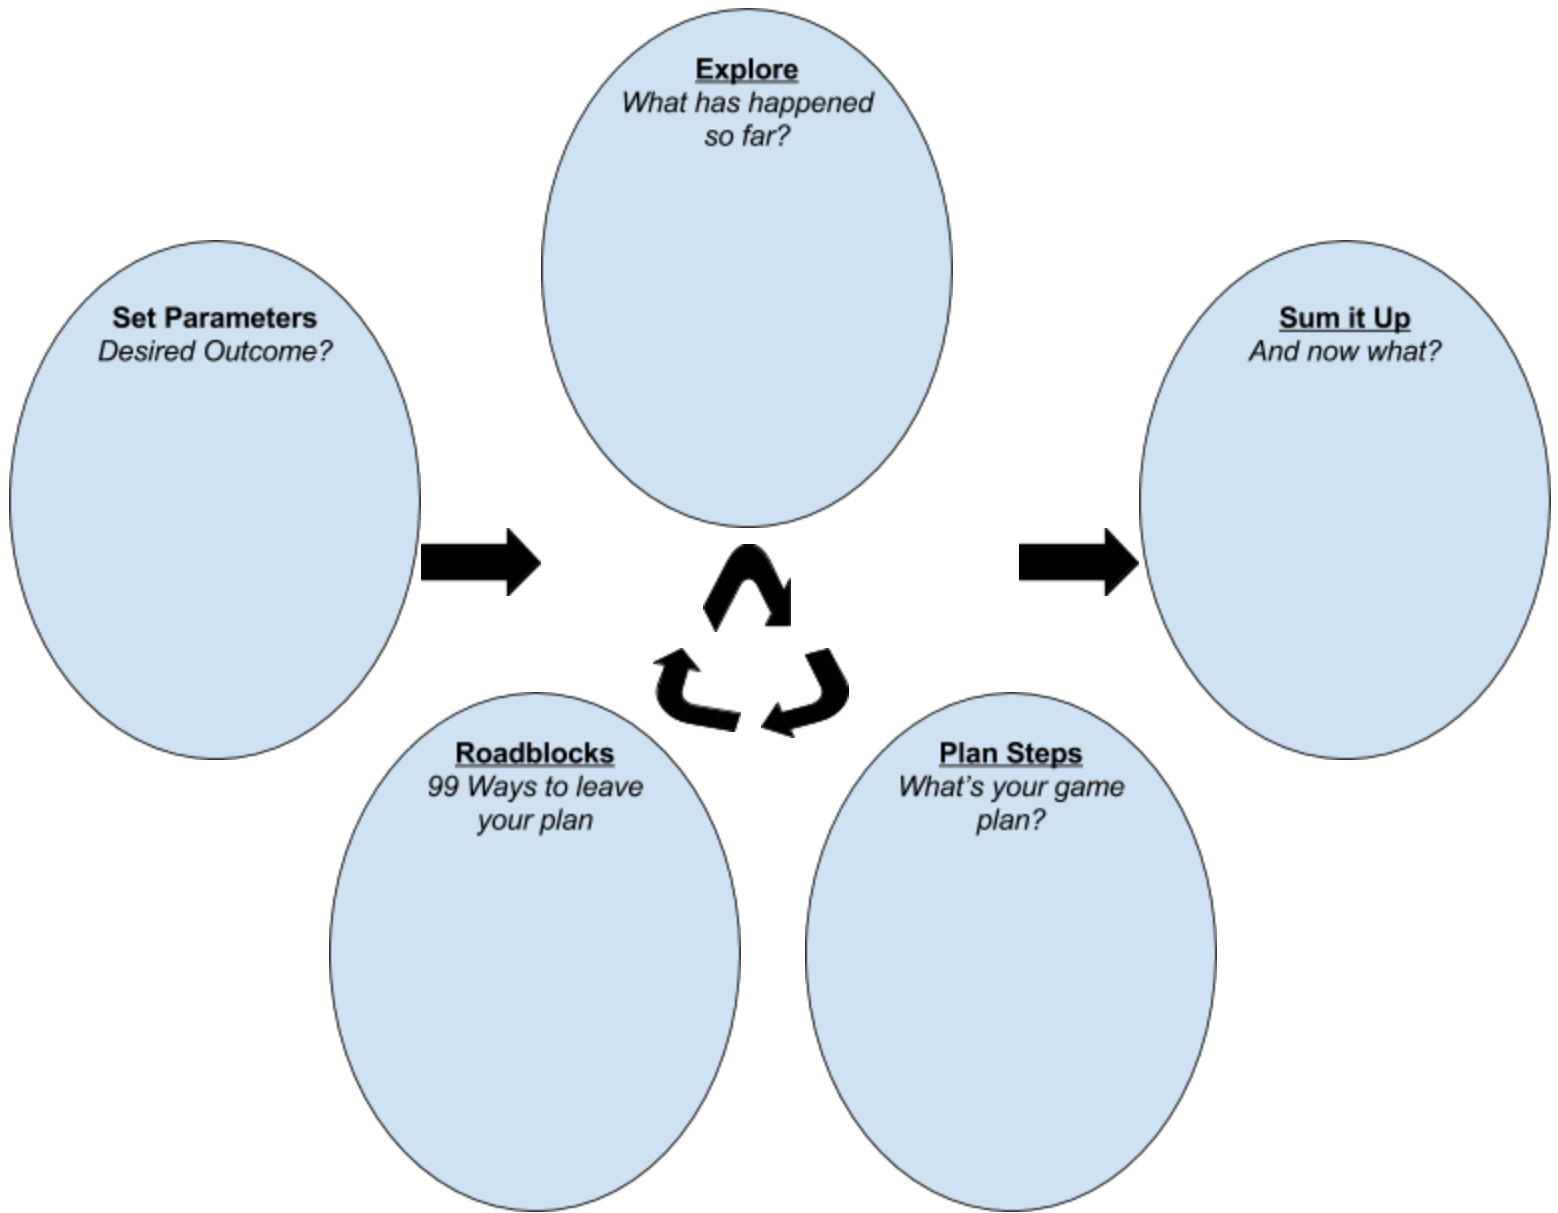 Explore
What has happened
so far?
Set Parameters
Desired Outcome?
Sum it Up
And now what?
Roadblocks
99 Ways to leave
your plan
Plan Steps
What's your game
plan?